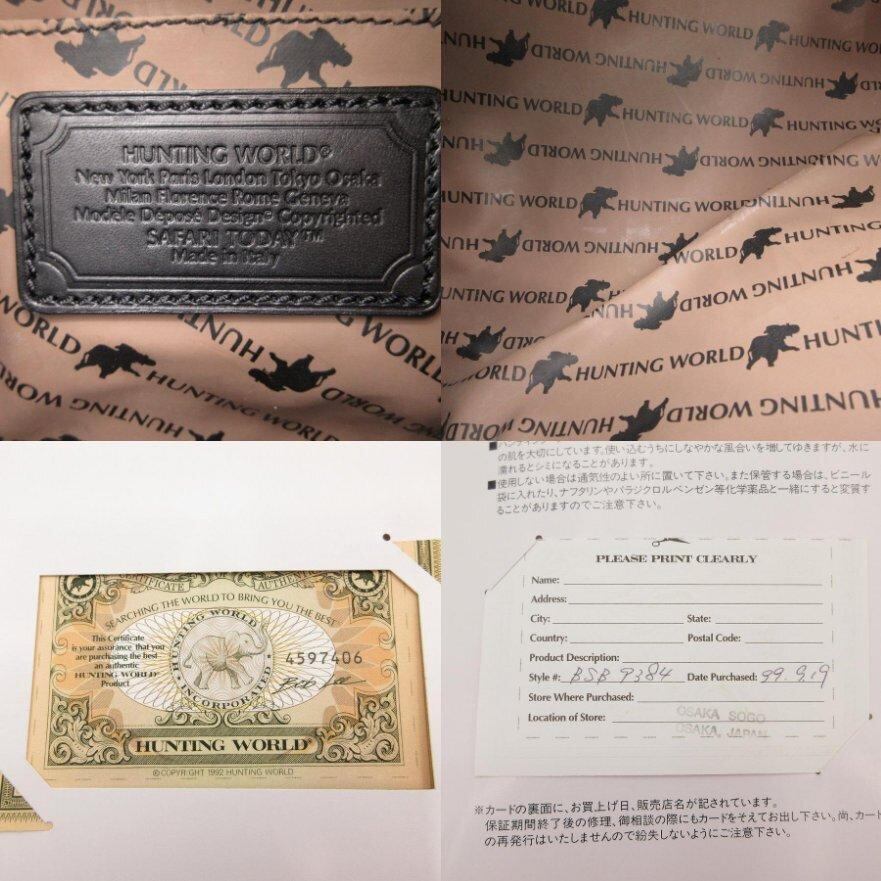 HUNTING WORLD®
New York Paris London Tokyo Osaka
Milan Florence Rome Geneva
Modèle Déposé Design® Copyrighted
SAFARI TODAY™
Made in Italy
HUNTING WORLD
HUNTING WORLD
HUNTING WORLD
HUNTING WORLD
HUNTING WORLD
HUNTING WORLD
HUNTING WORLD
HUNTING WORLD
CERTIFICATE
SEARCHING THE WORLD TO BRING YOU THE BEST
This Certificate
is your assurance that you
are purchasing the best
an authentic
HUNTING WORLD
Product
HUNTING WORLD
INCORPORATED
4597406
HUNTING WORLD®
©COPYRIGHT 1992 HUNTING WORLD
の肌を大切にしています。使い込むうちにしなやかな風合いを増してゆきますが、水に
濡れるとシミになることがあります。
■使用しない場合は通気性のよい所に置いて下さい。また保管する場合は、ビニール
袋に入れたり、ナフタリンやパラジクロルベンゼン等化学薬品と一緒にすると変質す
ることがありますのでご注意下さい。
PLEASE PRINT CLEARLY
Name:
Address:
City: State:
Country: Postal Code:
Product Description:
Style #: BSB 9384 Date Purchased: 99.9.19
Store Where Purchased:
Location of Store: OSAKA SOGO
OSAKA, JAPAN
※カードの裏面に、お買上げ日、販売店名が記されています。
保証期間終了後の修理、御相談の際にもカードをそえてお出し下さい。尚、カード
の再発行はいたしませんので紛失しないようにご注意下さい。